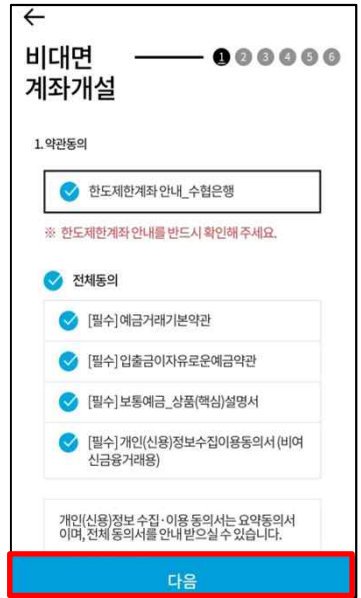 비대면
계좌개설
1 2 3 4 5 6
1. 약관동의
한도제한계좌 안내_수협은행
※ 한도제한계좌 안내를 반드시 확인해 주세요.
전체동의
[필수] 예금거래기본약관
[필수] 입출금이자유로운예금약관
[필수] 보통예금_상품(핵심)설명서
[필수] 개인(신용)정보수집이용동의서 (비여
신금융거래용)
개인(신용)정보 수집·이용 동의서는 요약동의서
이며, 전체 동의서를 안내 받으실 수 있습니다.
다음